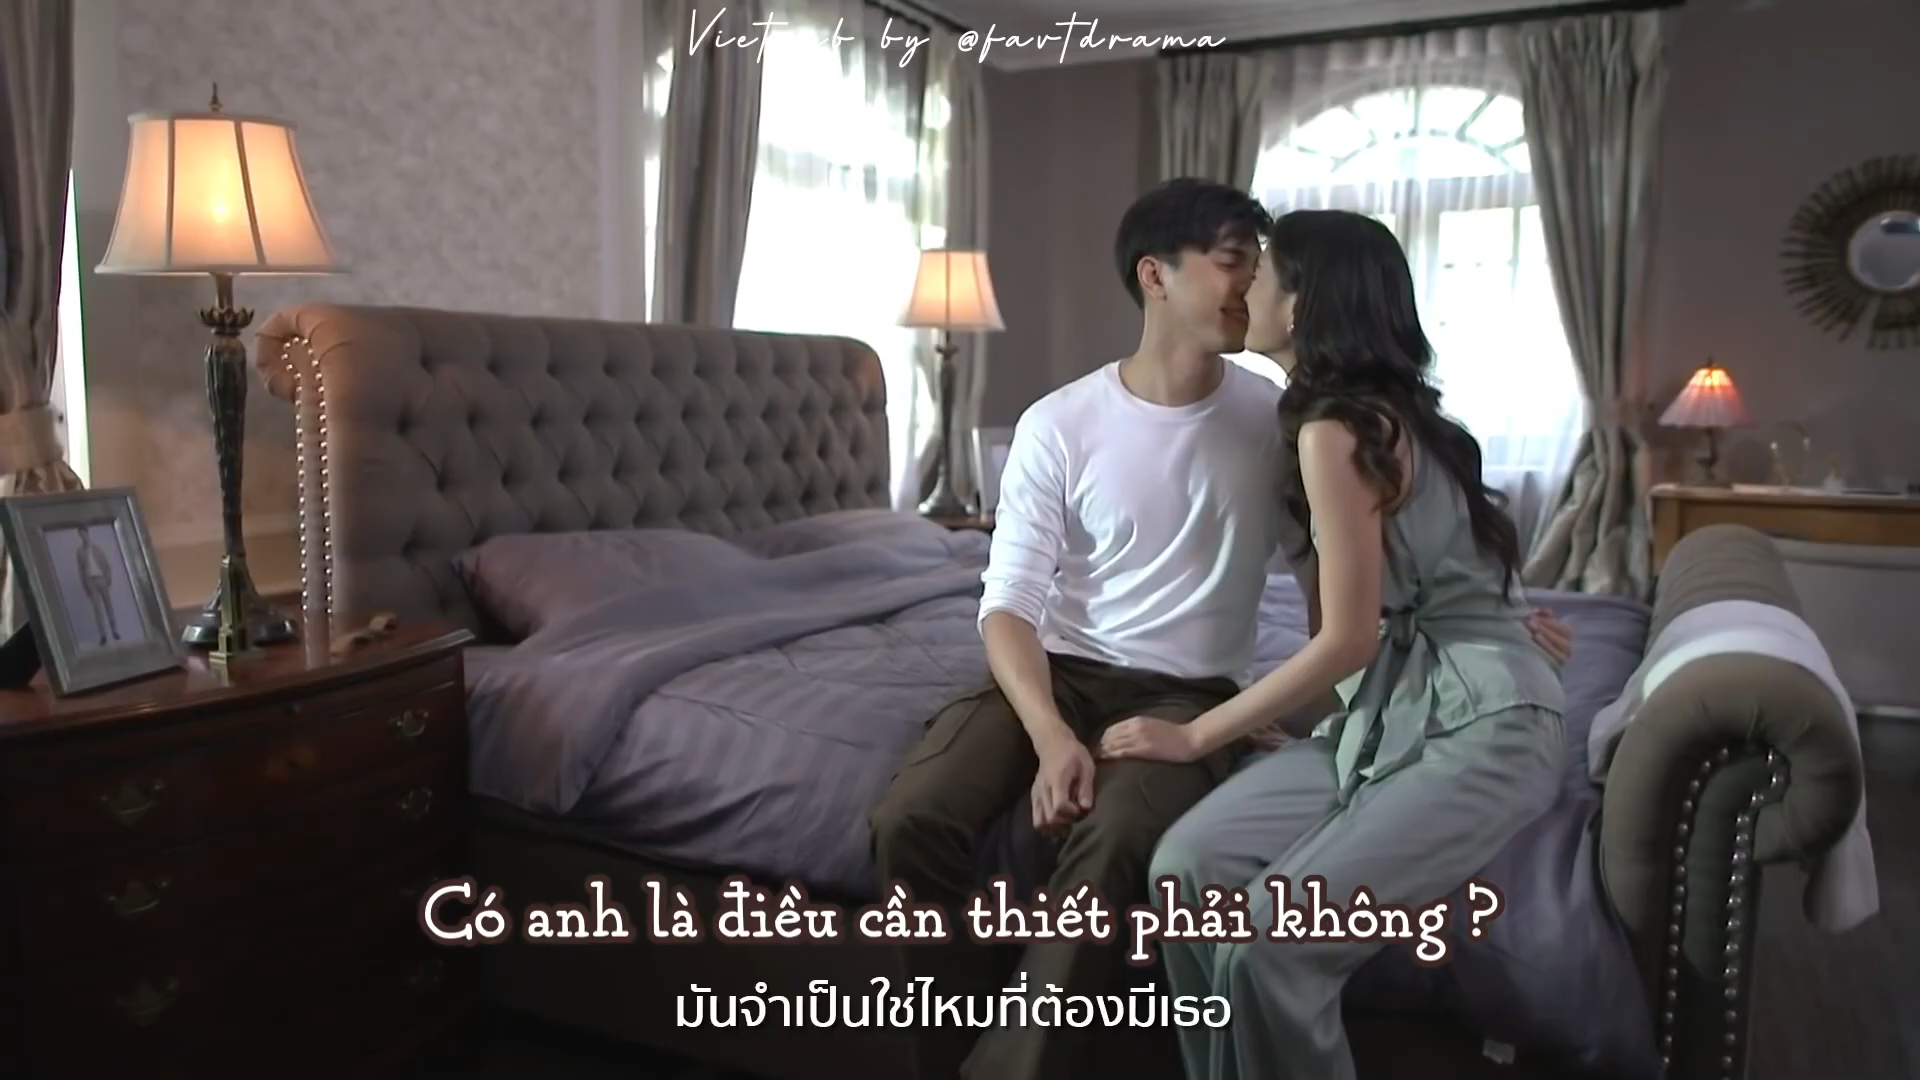 Vietsub by @favtdrama
Có anh là điều cần thiết phải không ?
มันจำเป็นใช่ไหมที่ต้องมีเธอ